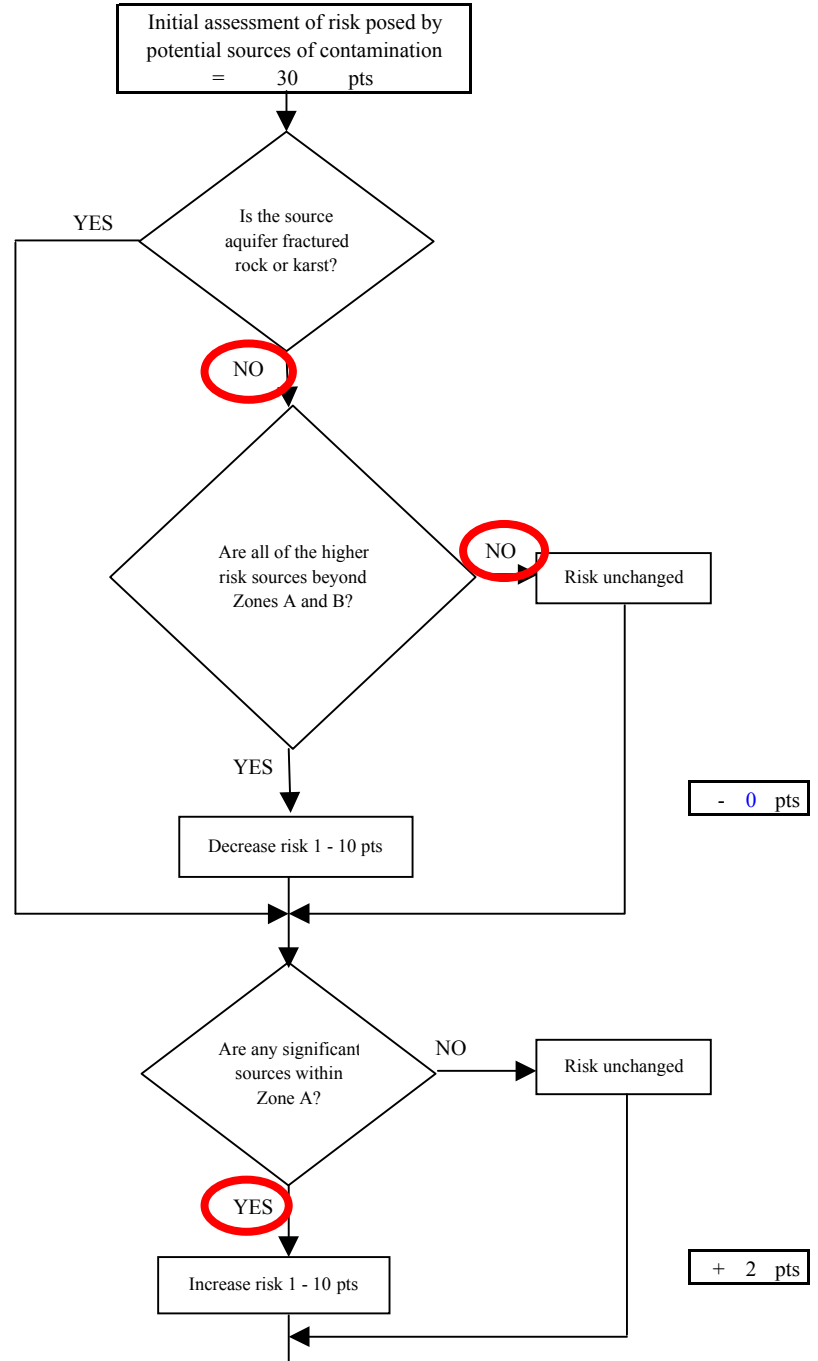 Initial assessment of risk posed by
potential sources of contamination
= 30 pts
YES
Is the source
aquifer fractured
rock or karst?
NO
Are all of the higher
risk sources beyond
Zones A and B?
NO
Risk unchanged
YES
- 0 pts
Decrease risk 1 - 10 pts
Are any significant
sources within
Zone A?
NO
Risk unchanged
YES
+ 2 pts
Increase risk 1 - 10 pts